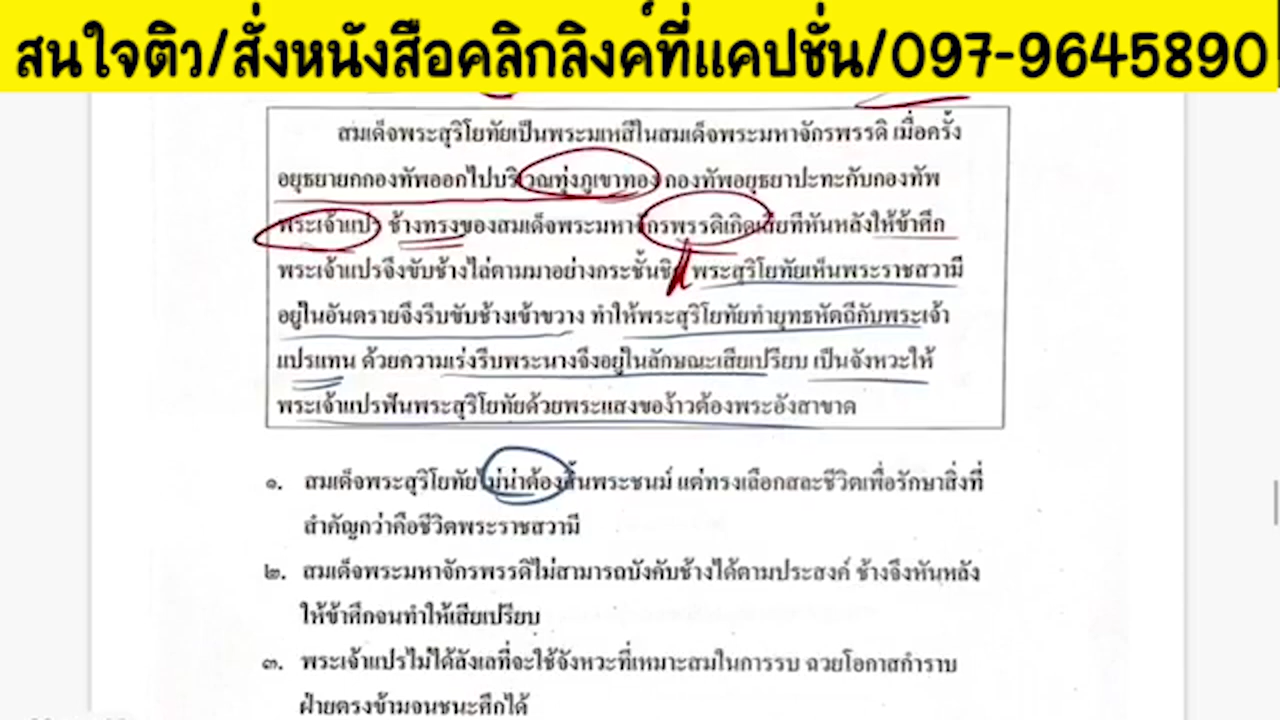 สนใจติว/สั่งหนังสือคลิกลิงค์ที่แคปชั่น/097-9645890
สมเด็จพระสุริโยทัยเป็นพระมเหสีในสมเด็จพระมหาจักรพรรดิ เมื่อครั้ง
อยุธยายกกองทัพออกไปบริเวณทุ่งภูเขาทอง กองทัพอยุธยาปะทะกับกองทัพ
พระเจ้าแปร ช้างทรงของสมเด็จพระมหาจักรพรรดิเกิดเสียทีหันหลังให้ข้าศึก
พระเจ้าแปรจึงขับช้างไล่ตามมาอย่างกระชั้นชิด พระสุริโยทัยเห็นพระราชสวามี
อยู่ในอันตรายจึงรีบขับช้างเข้าขวาง ทำให้พระสุริโยทัยทำยุทธหัตถีกับพระเจ้า
แปรแทน ด้วยความเร่งรีบพระนางจึงอยู่ในลักษณะเสียเปรียบ เป็นจังหวะให้
พระเจ้าแปรฟันพระสุริโยทัยด้วยพระแสงของ้าวต้องพระอังสาขาด
๑. สมเด็จพระสุริโยทัยไม่น่าต้องสิ้นพระชนม์ แต่ทรงเลือกสละชีวิตเพื่อรักษาสิ่งที่
สำคัญกว่าคือชีวิตพระราชสวามี
๒. สมเด็จพระมหาจักรพรรดิไม่สามารถบังคับช้างได้ตามประสงค์ ช้างจึงหันหลัง
ให้ข้าศึกจนทำให้เสียเปรียบ
๓. พระเจ้าแปรไม่ได้ลังเลที่จะใช้จังหวะที่เหมาะสมในการรบ ฉวยโอกาสกำราบ
ฝ่ายตรงข้ามจนชนะศึกได้